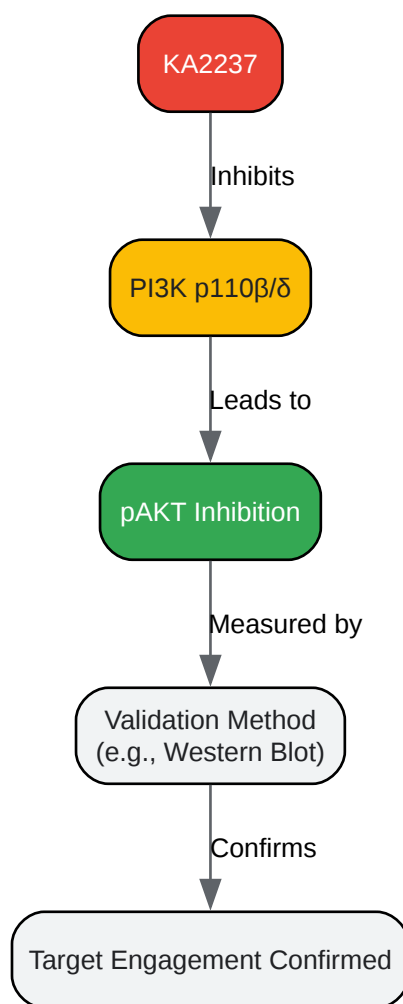 KA2237
Inhibits
PI3K p110β/δ
Leads to
pAKT Inhibition
Measured by
Validation Method
(e.g., Western Blot)
Confirms
Target Engagement Confirmed